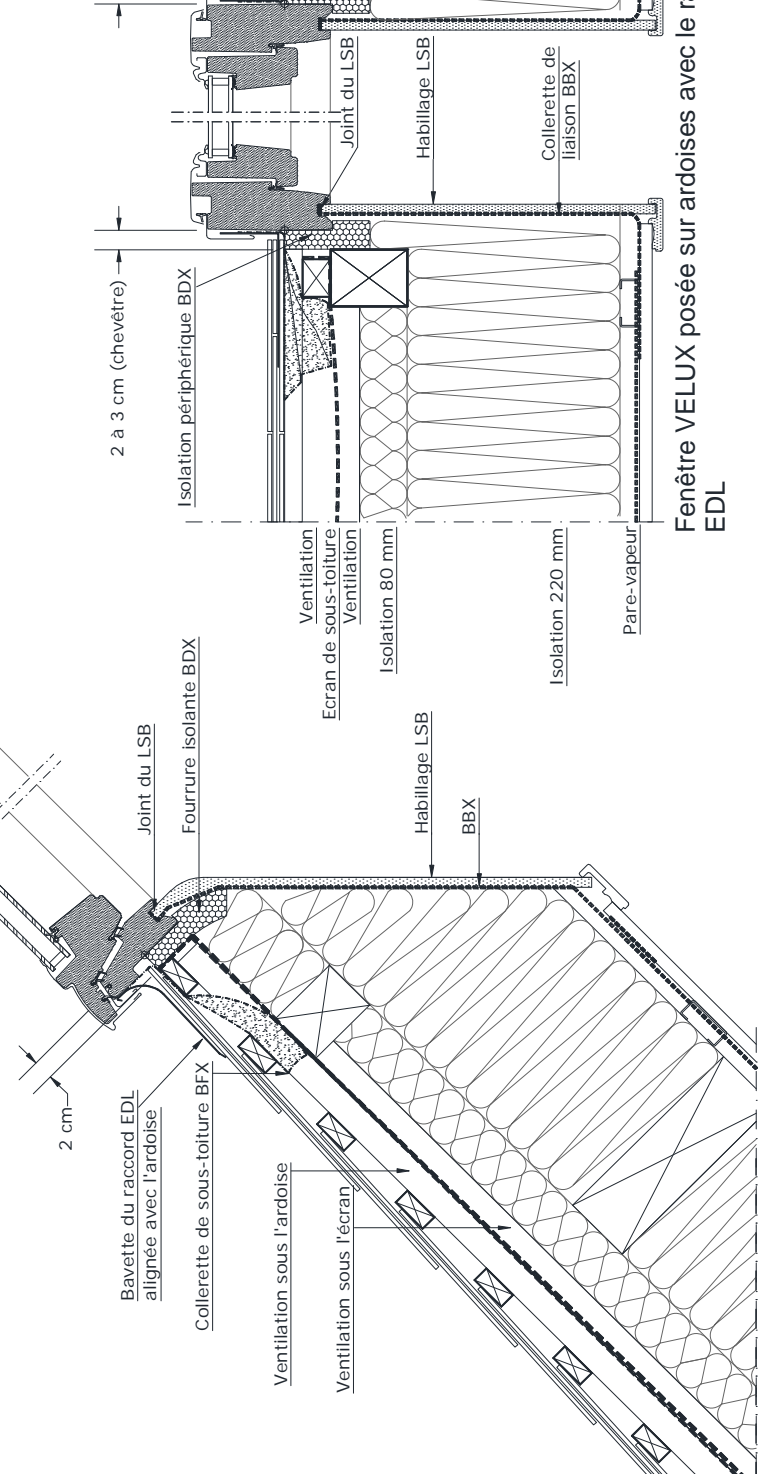 2 à 3 cm (chevêtre)
Isolation périphérique BDX
Joint du LSB
Habillage LSB
Collerette de
liaison BBX
Ventilation
Ecran de sous-toiture
Ventilation
Isolation 80 mm
Isolation 220 mm
Pare-vapeur
Fenêtre VELUX posée sur ardoises avec le
EDL
2 cm
Bavette du raccord EDL
alignée avec l'ardoise
Collerette de sous-toiture BFX
Ventilation sous l'ardoise
Ventilation sous l'écran
Joint du LSB
Fourrure isolante BDX
Habillage LSB
BBX